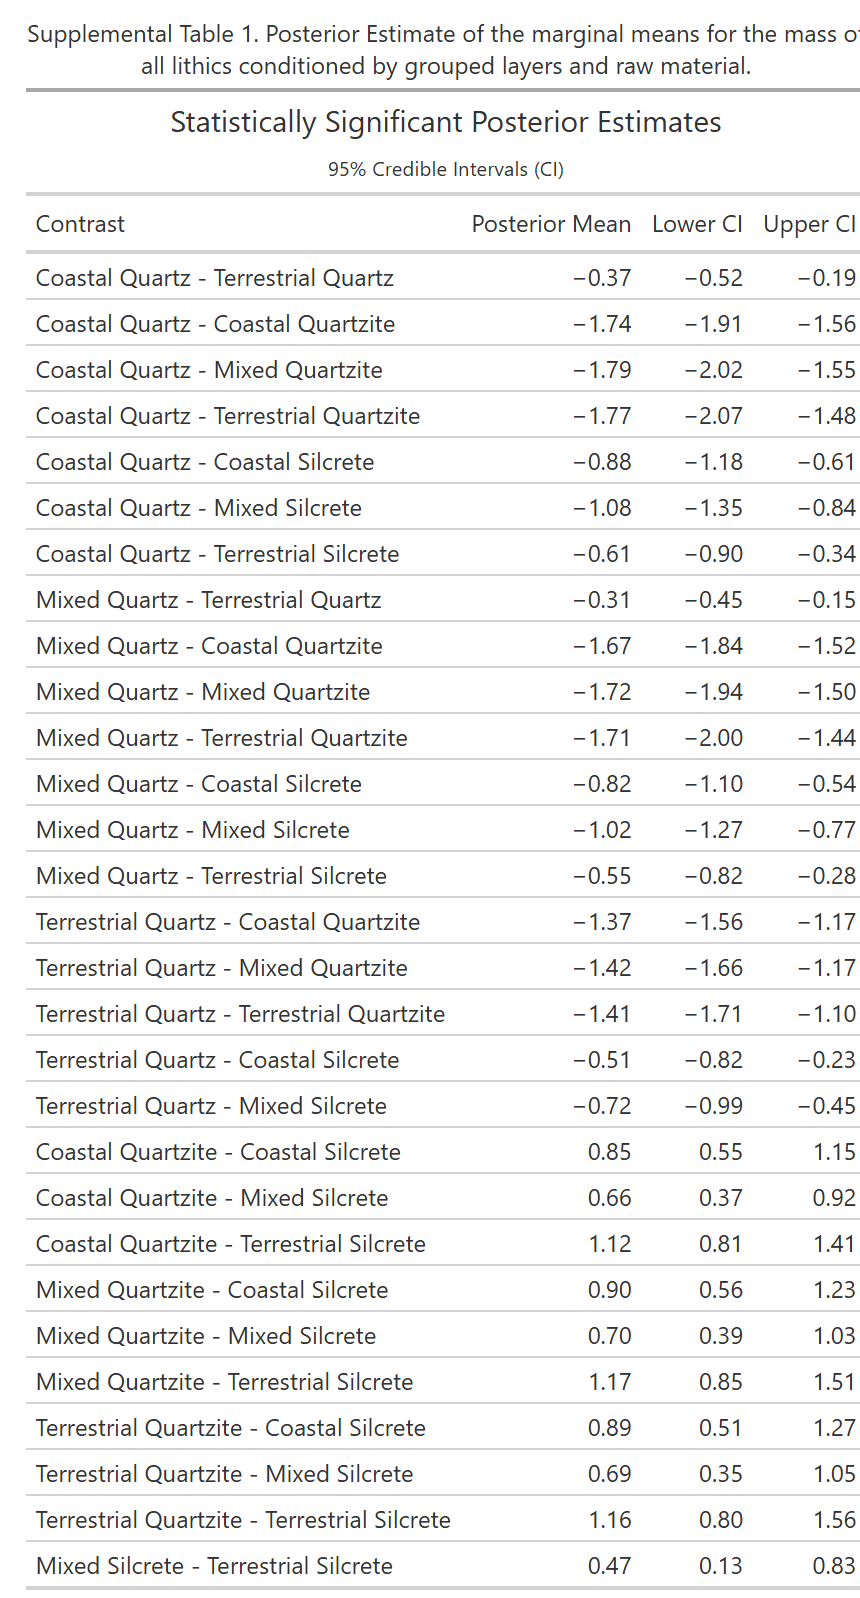 Supplemental Table 1. Posterior Estimate of the marginal means for the mass of
all lithics conditioned by grouped layers and raw material.
Statistically Significant Posterior Estimates
95% Credible Intervals (CI)
Contrast Posterior Mean Lower CI Upper CI
Coastal Quartz - Terrestrial Quartz −0.37 −0.52 −0.19
Coastal Quartz - Coastal Quartzite −1.74 −1.91 −1.56
Coastal Quartz - Mixed Quartzite −1.79 −2.02 −1.55
Coastal Quartz - Terrestrial Quartzite −1.77 −2.07 −1.48
Coastal Quartz - Coastal Silcrete −0.88 −1.18 −0.61
Coastal Quartz - Mixed Silcrete −1.08 −1.35 −0.84
Coastal Quartz - Terrestrial Silcrete −0.61 −0.90 −0.34
Mixed Quartz - Terrestrial Quartz −0.31 −0.45 −0.15
Mixed Quartz - Coastal Quartzite −1.67 −1.84 −1.52
Mixed Quartz - Mixed Quartzite −1.72 −1.94 −1.50
Mixed Quartz - Terrestrial Quartzite −1.71 −2.00 −1.44
Mixed Quartz - Coastal Silcrete −0.82 −1.10 −0.54
Mixed Quartz - Mixed Silcrete −1.02 −1.27 −0.77
Mixed Quartz - Terrestrial Silcrete −0.55 −0.82 −0.28
Terrestrial Quartz - Coastal Quartzite −1.37 −1.56 −1.17
Terrestrial Quartz - Mixed Quartzite −1.42 −1.66 −1.17
Terrestrial Quartz - Terrestrial Quartzite −1.41 −1.71 −1.10
Terrestrial Quartz - Coastal Silcrete −0.51 −0.82 −0.23
Terrestrial Quartz - Mixed Silcrete −0.72 −0.99 −0.45
Coastal Quartzite - Coastal Silcrete 0.85 0.55 1.15
Coastal Quartzite - Mixed Silcrete 0.66 0.37 0.92
Coastal Quartzite - Terrestrial Silcrete 1.12 0.81 1.41
Mixed Quartzite - Coastal Silcrete 0.90 0.56 1.23
Mixed Quartzite - Mixed Silcrete 0.70 0.39 1.03
Mixed Quartzite - Terrestrial Silcrete 1.17 0.85 1.51
Terrestrial Quartzite - Coastal Silcrete 0.89 0.51 1.27
Terrestrial Quartzite - Mixed Silcrete 0.69 0.35 1.05
Terrestrial Quartzite - Terrestrial Silcrete 1.16 0.80 1.56
Mixed Silcrete - Terrestrial Silcrete 0.47 0.13 0.83